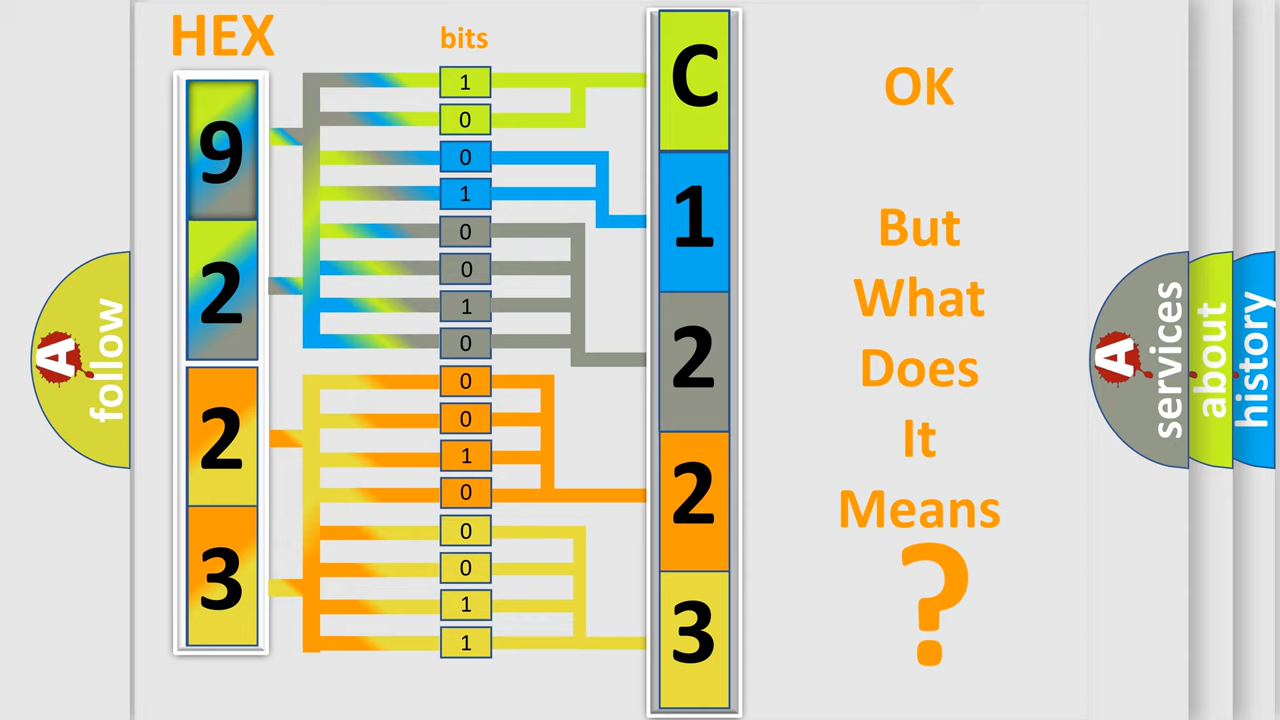 HEX
bits
9
2
2
3
1
0
0
1
0
0
1
0
0
0
1
0
0
0
1
1
C
1
2
2
3
OK
But
What
Does
It
Means
?
A
follow
A
services
about
history